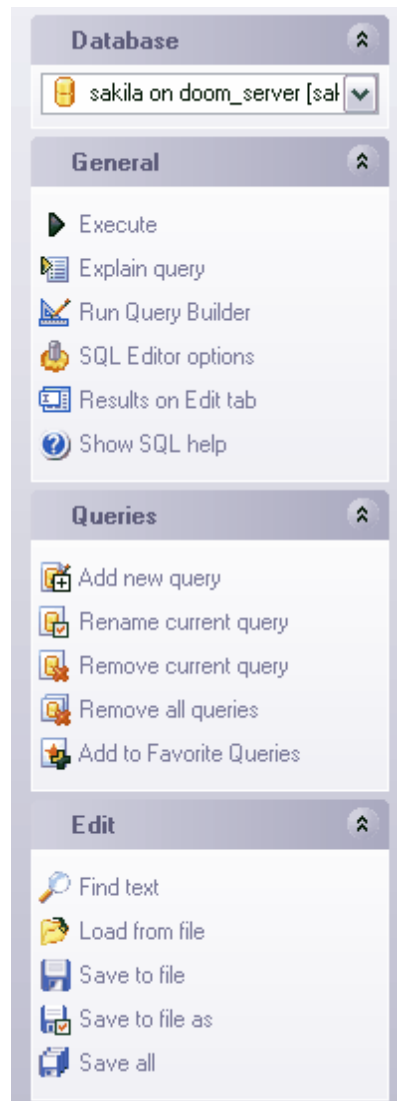 Database
sakila on doom_server [sal
General
Execute
Explain query
Run Query Builder
SQL Editor options
Results on Edit tab
Show SQL help
Queries
Add new query
Rename current query
Remove current query
Remove all queries
Add to Favorite Queries
Edit
Find text
Load from file
Save to file
Save to file as
Save all